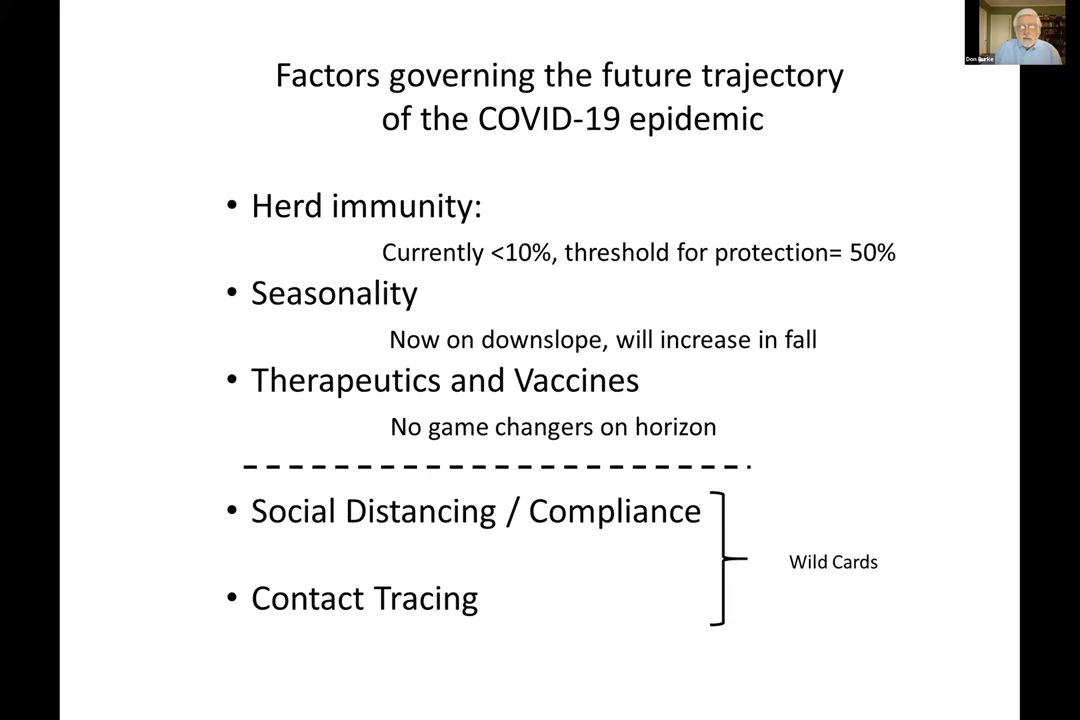 Don Burke
Factors governing the future trajectory
of the COVID-19 epidemic
• Herd immunity:
Currently <10%, threshold for protection= 50%
• Seasonality
Now on downslope, will increase in fall
• Therapeutics and Vaccines
No game changers on horizon
• Social Distancing / Compliance
Wild Cards
• Contact Tracing